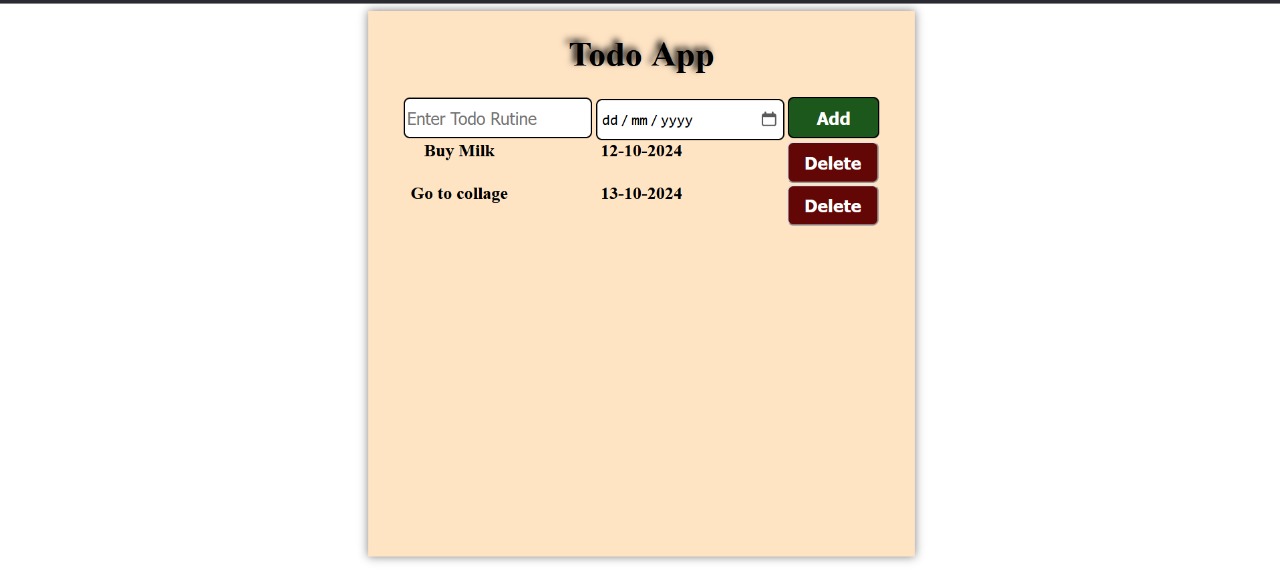 Todo App
Enter Todo Rutine dd / mm / yyyy Add
Buy Milk 12-10-2024 Delete
Go to collage 13-10-2024 Delete